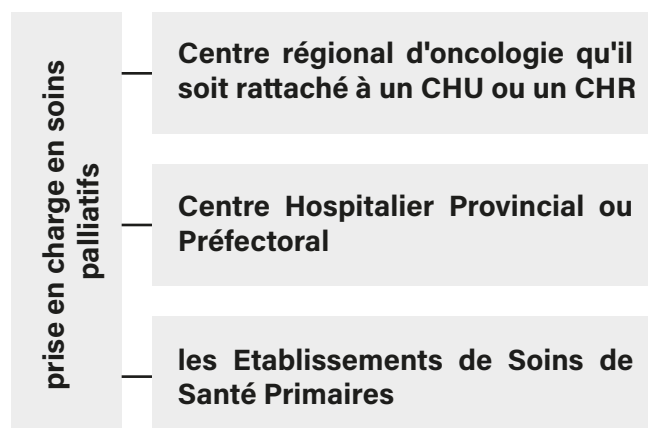 prise en charge en soins
palliatifs
Centre régional d'oncologie qu'il
soit rattaché à un CHU ou un CHR
Centre Hospitalier Provincial ou
Préfectoral
les Etablissements de Soins de
Santé Primaires